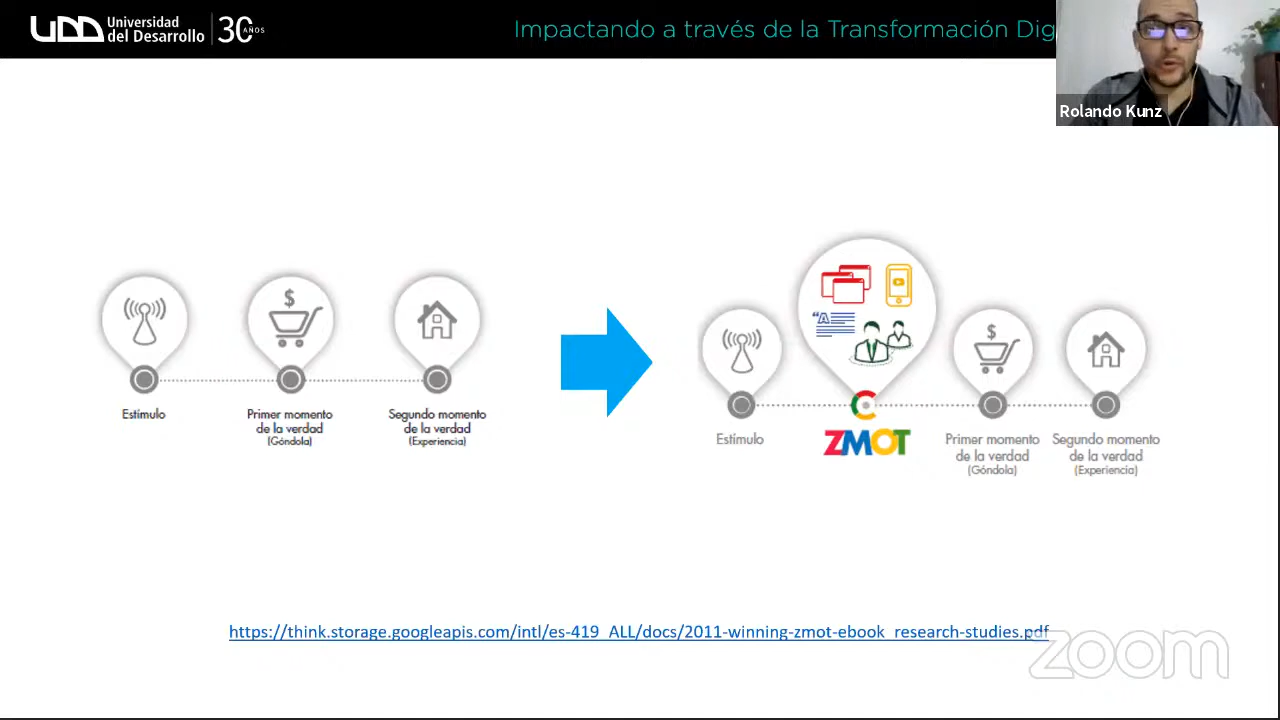 UDD Universidad del Desarrollo 30 AÑOS
Impactando a través de la Transformación Dig
Rolando Kunz
$
Estímulo
Primer momento
de la verdad
(Góndola)
Segundo momento
de la verdad
(Experiencia)
"A
$
ZMOT
Estímulo
Primer momento
de la verdad
(Góndola)
Segundo momento
de la verdad
(Experiencia)
https://think.storage.googleapis.com/intl/es-419_ALL/docs/2011-winning-zmot-ebook_research-studies.pdf
zoom